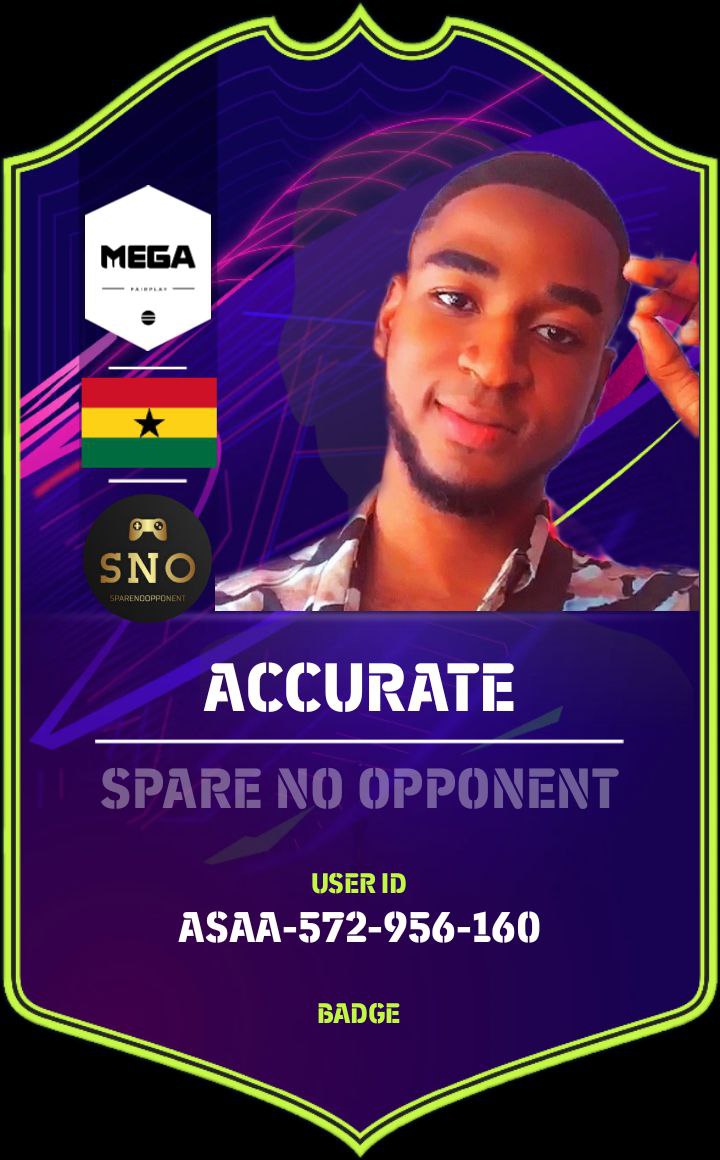 MEGA
FAIRPLAY
SNO
SPARENOOPPONENT
ACCURATE
SPARE NO OPPONENT
USER ID
ASAA-572-956-160
BADGE